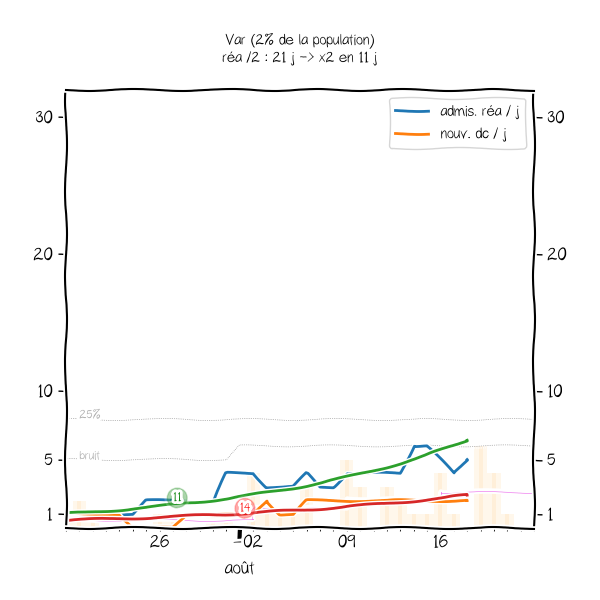 Var (2% de la population)
réa /2 : 21 j -> x2 en 11 j
admis. réa / j
nouv. dc / j
30
30
20
20
10
10
25%
bruit
5
5
11
14
1
1
26
02
09
16
août